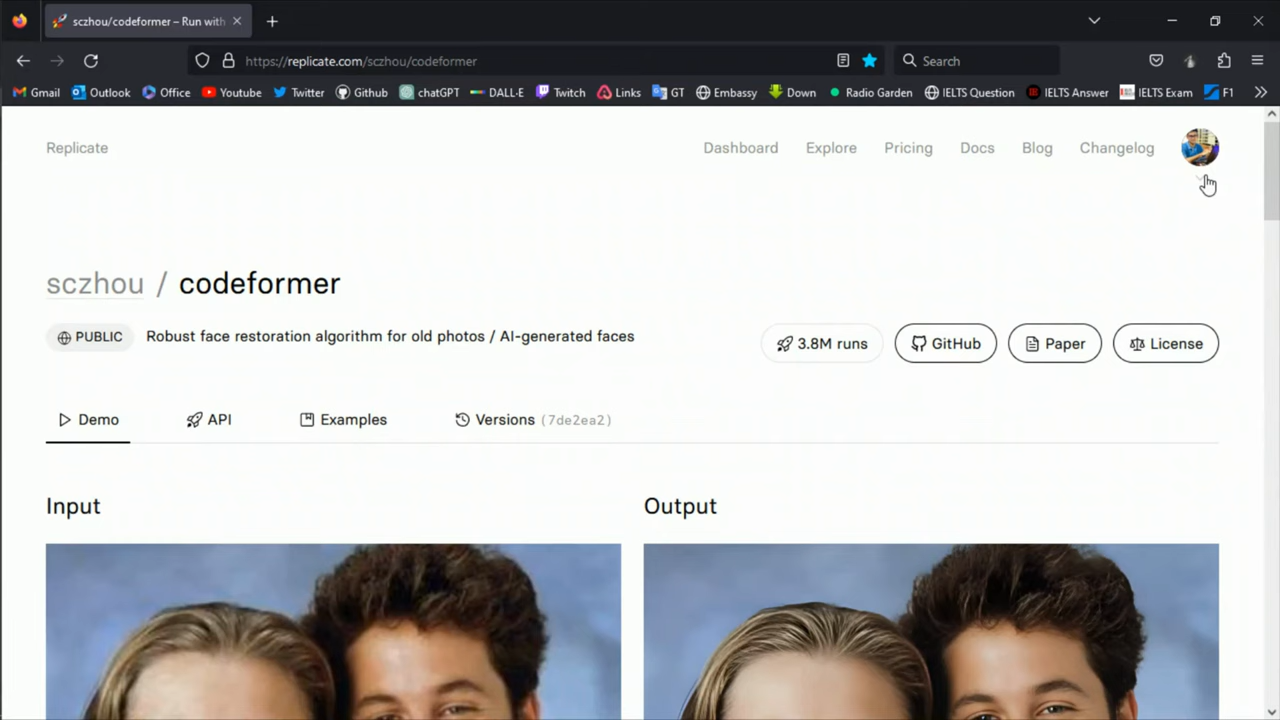 sczhou/codeformer – Run with
https://replicate.com/sczhou/codeformer
Search
Gmail Outlook Office Youtube Twitter Github chatGPT DALL-E Twitch Links GT Embassy Down Radio Garden IELTS Question IELTS Answer IELTS Exam F1
Replicate Dashboard Explore Pricing Docs Blog Changelog
sczhou / codeformer
PUBLIC Robust face restoration algorithm for old photos / AI-generated faces
3.8M runs GitHub Paper License
Demo API Examples Versions (7de2ea2)
Input Output